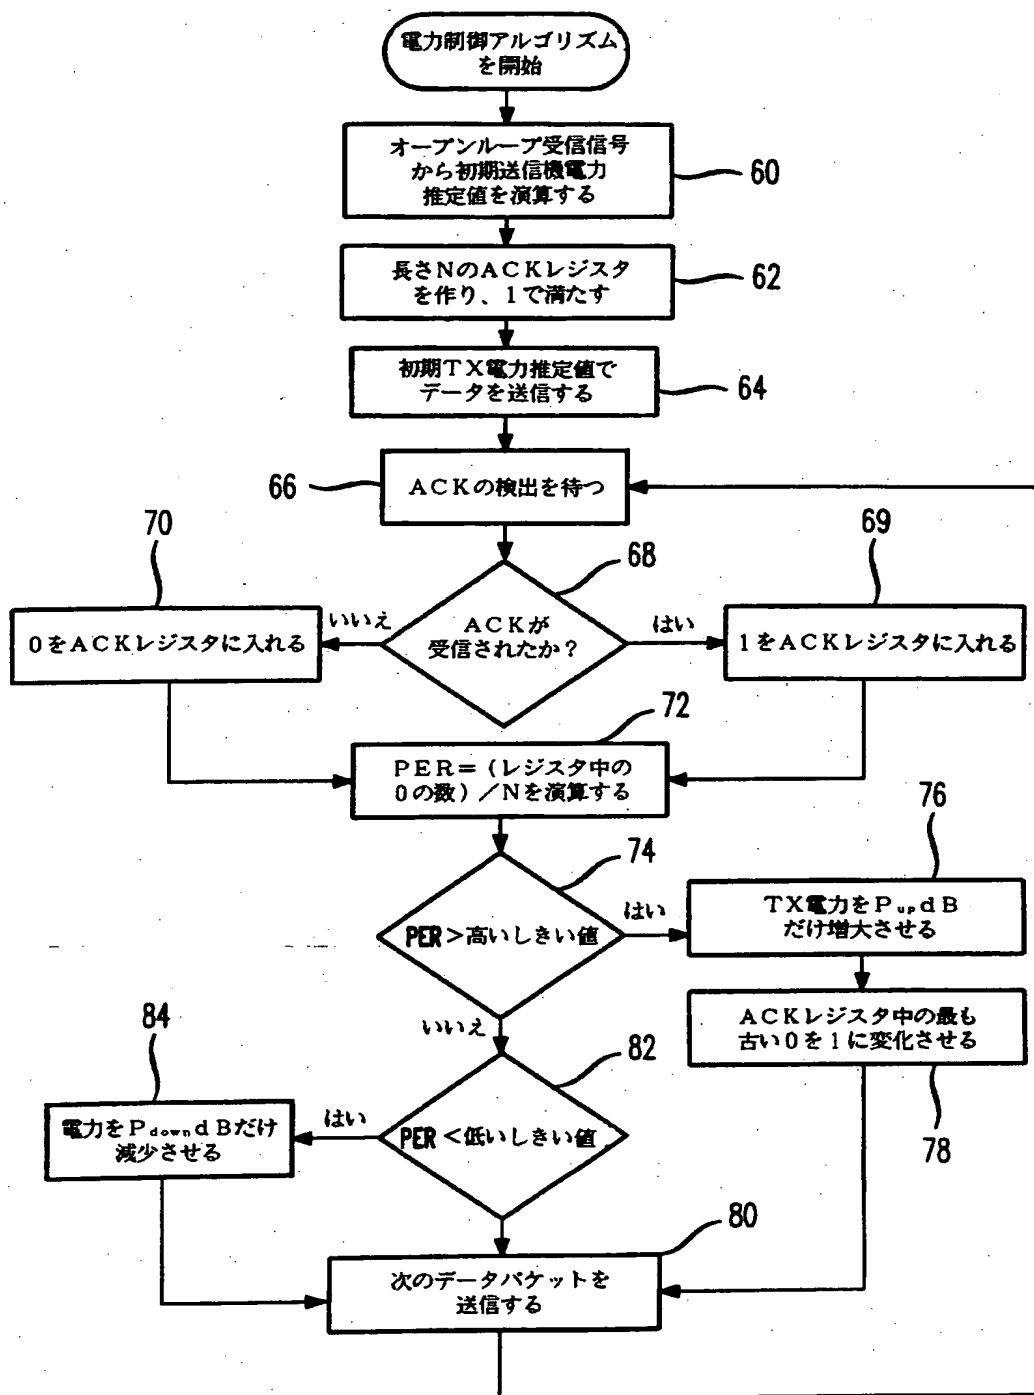 電力制御アルゴリズム
を開始
オープンループ受信信号
から初期送信機電力
推定値を演算する
60
長さNのACKレジスタ
を作り、1で満たす
62
初期TX電力推定値で
データを送信する
64
66
ACKの検出を待つ
70
68
69
0をACKレジスタに入れる
いいえ
ACKが
受信されたか?
はい
1をACKレジスタに入れる
72
PER=(レジスタ中の
0の数)/Nを演算する
74
76
PER>高いしきい値
はい
TX電力をPupdB
だけ増大させる
いいえ
ACKレジスタ中の最も
古い0を1に変化させる
78
84
82
電力をPdowndBだけ
減少させる
はい
PER<低いしきい値
80
次のデータパケットを
送信する